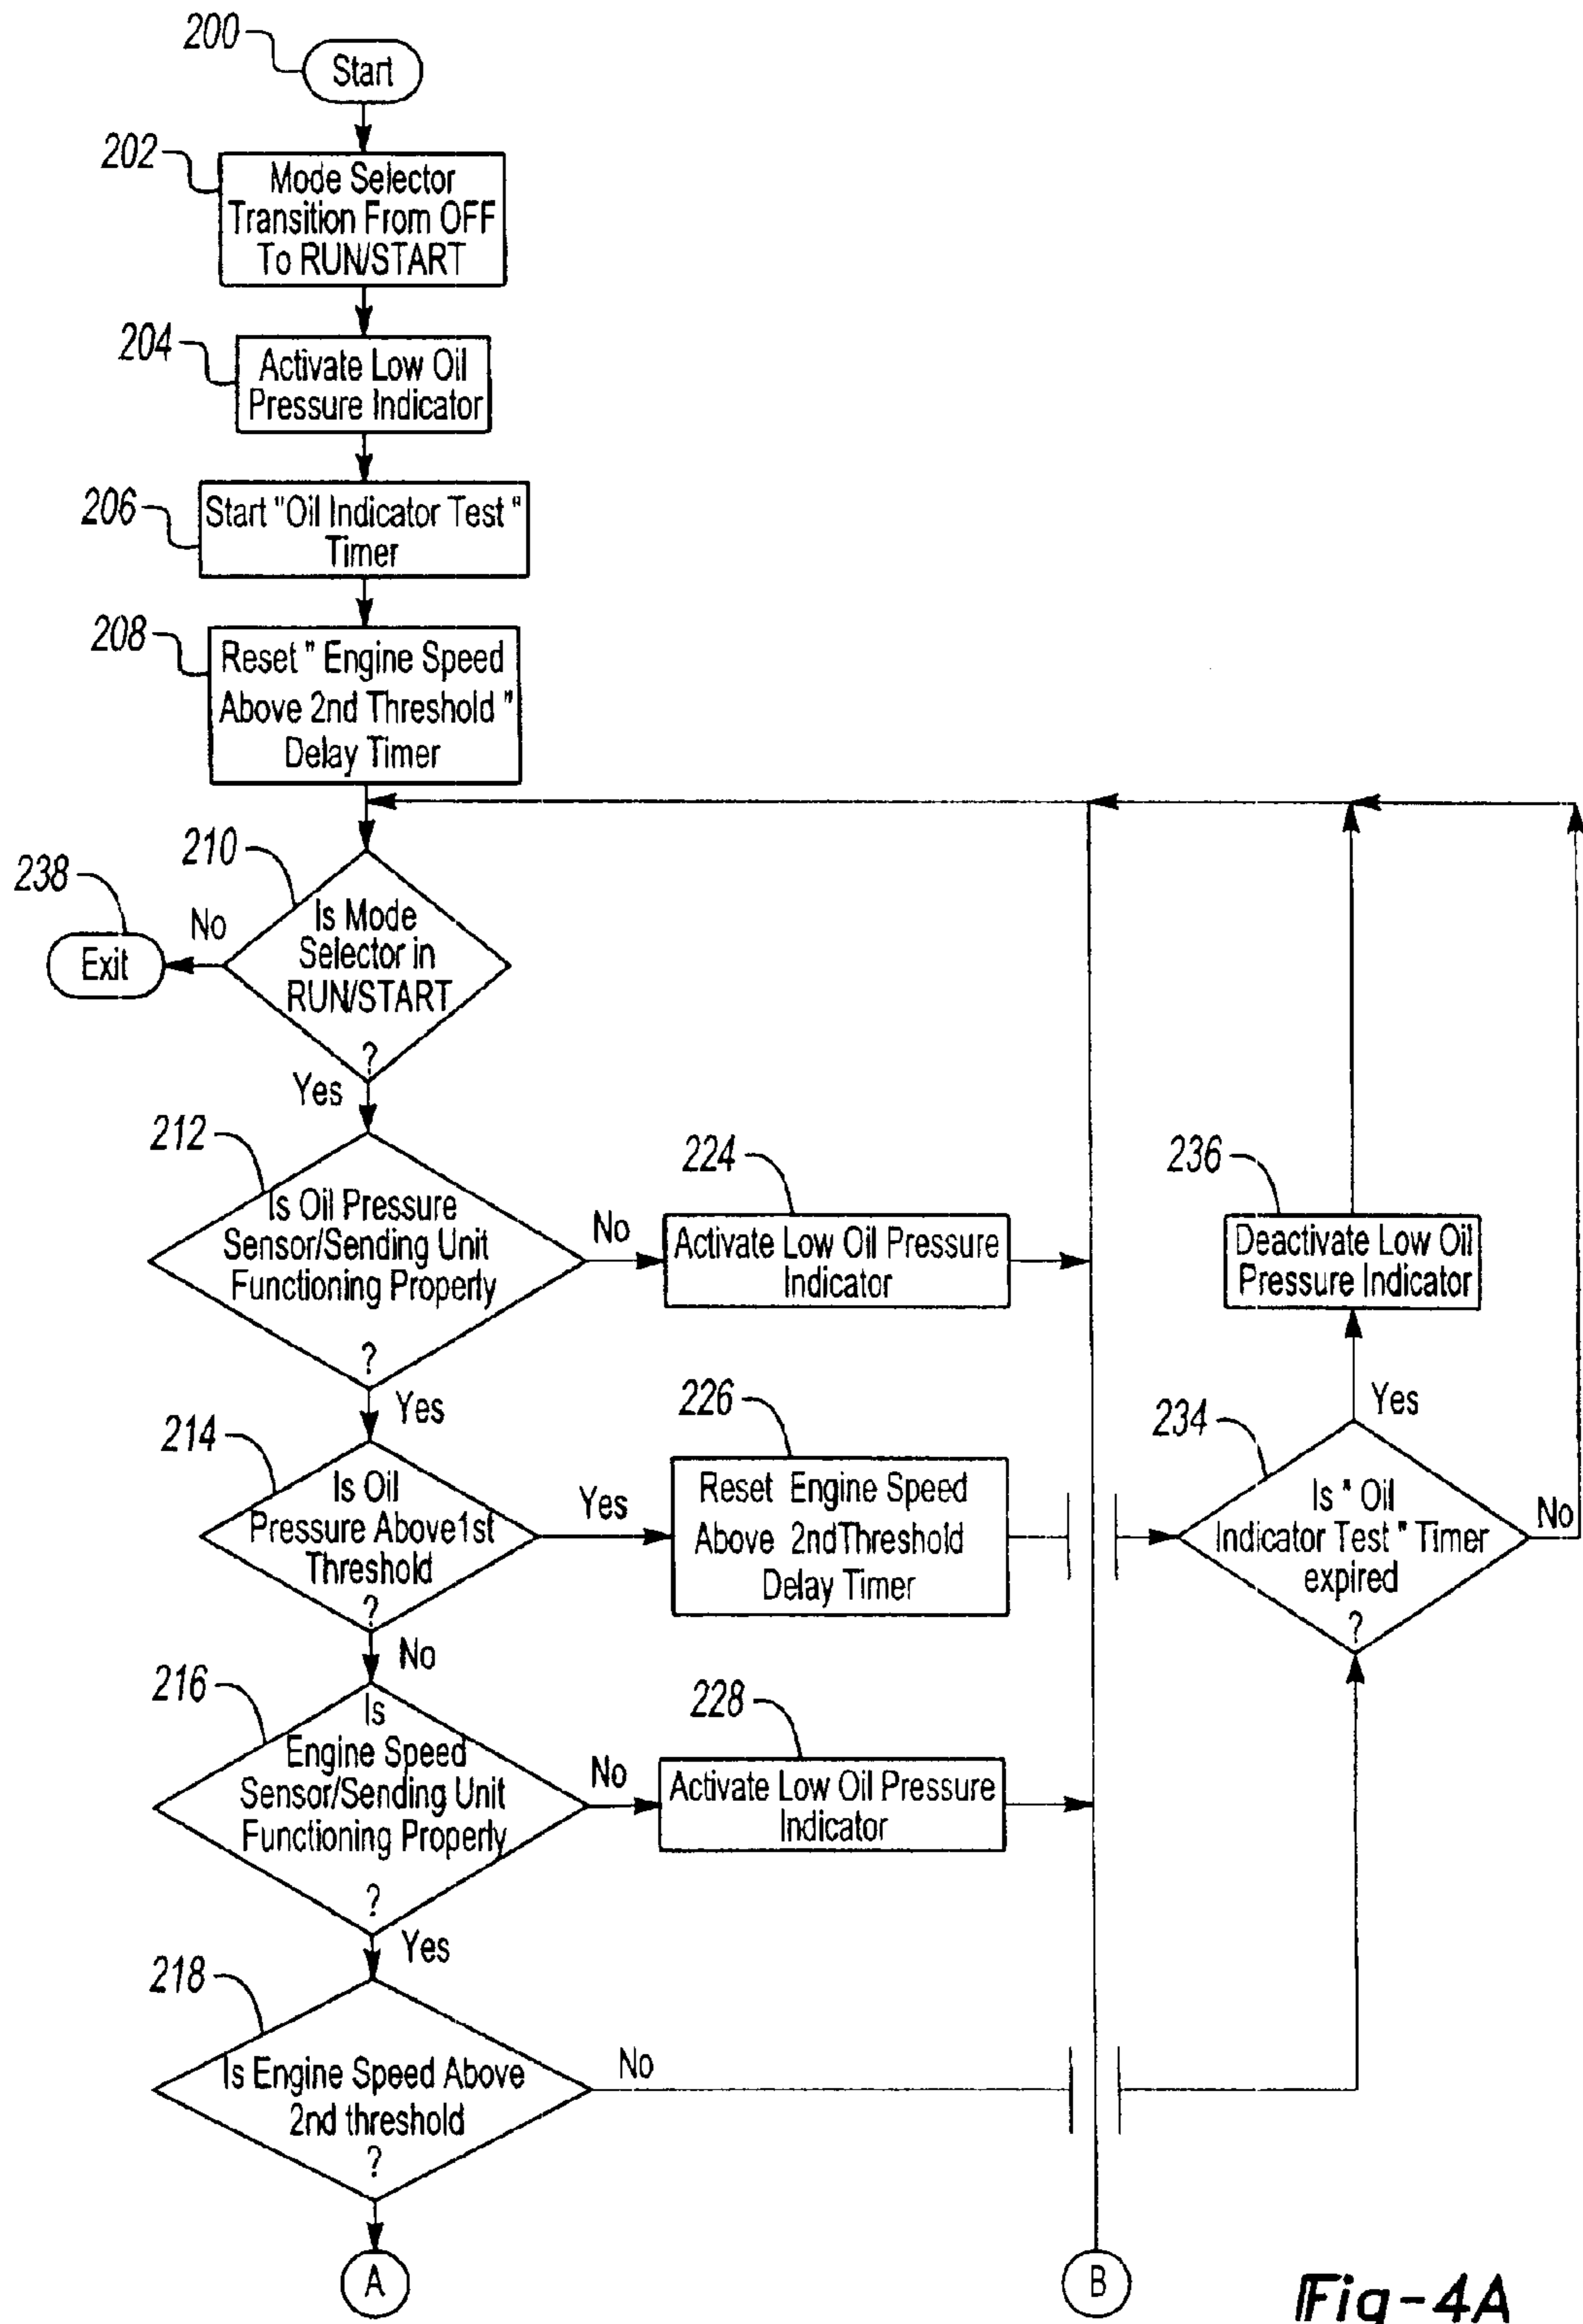 200
Start
202
Mode Selector
Transition From OFF
To RUN/START
204
Activate Low Oil
Pressure Indicator
206
Start "Oil Indicator Test "
Timer
208
Reset " Engine Speed
Above 2nd Threshold "
Delay Timer
210
238
No
Exit
Is Mode
Selector in
RUN/START
?
Yes
212
Is Oil Pressure
Sensor/Sending Unit
Functioning Properly
?
No
224
Activate Low Oil Pressure
Indicator
236
Deactivate Low Oil
Pressure Indicator
Yes
214
Is Oil
Pressure Above1st
Threshold
?
Yes
226
Reset Engine Speed
Above 2ndThreshold
Delay Timer
234
Yes
Is " Oil
Indicator Test " Timer
expired
?
No
No
216
Is
Engine Speed
Sensor/Sending Unit
Functioning Properly
?
No
228
Activate Low Oil Pressure
Indicator
Yes
218
Is Engine Speed Above
2nd threshold
?
No
A
B
Fig-4A